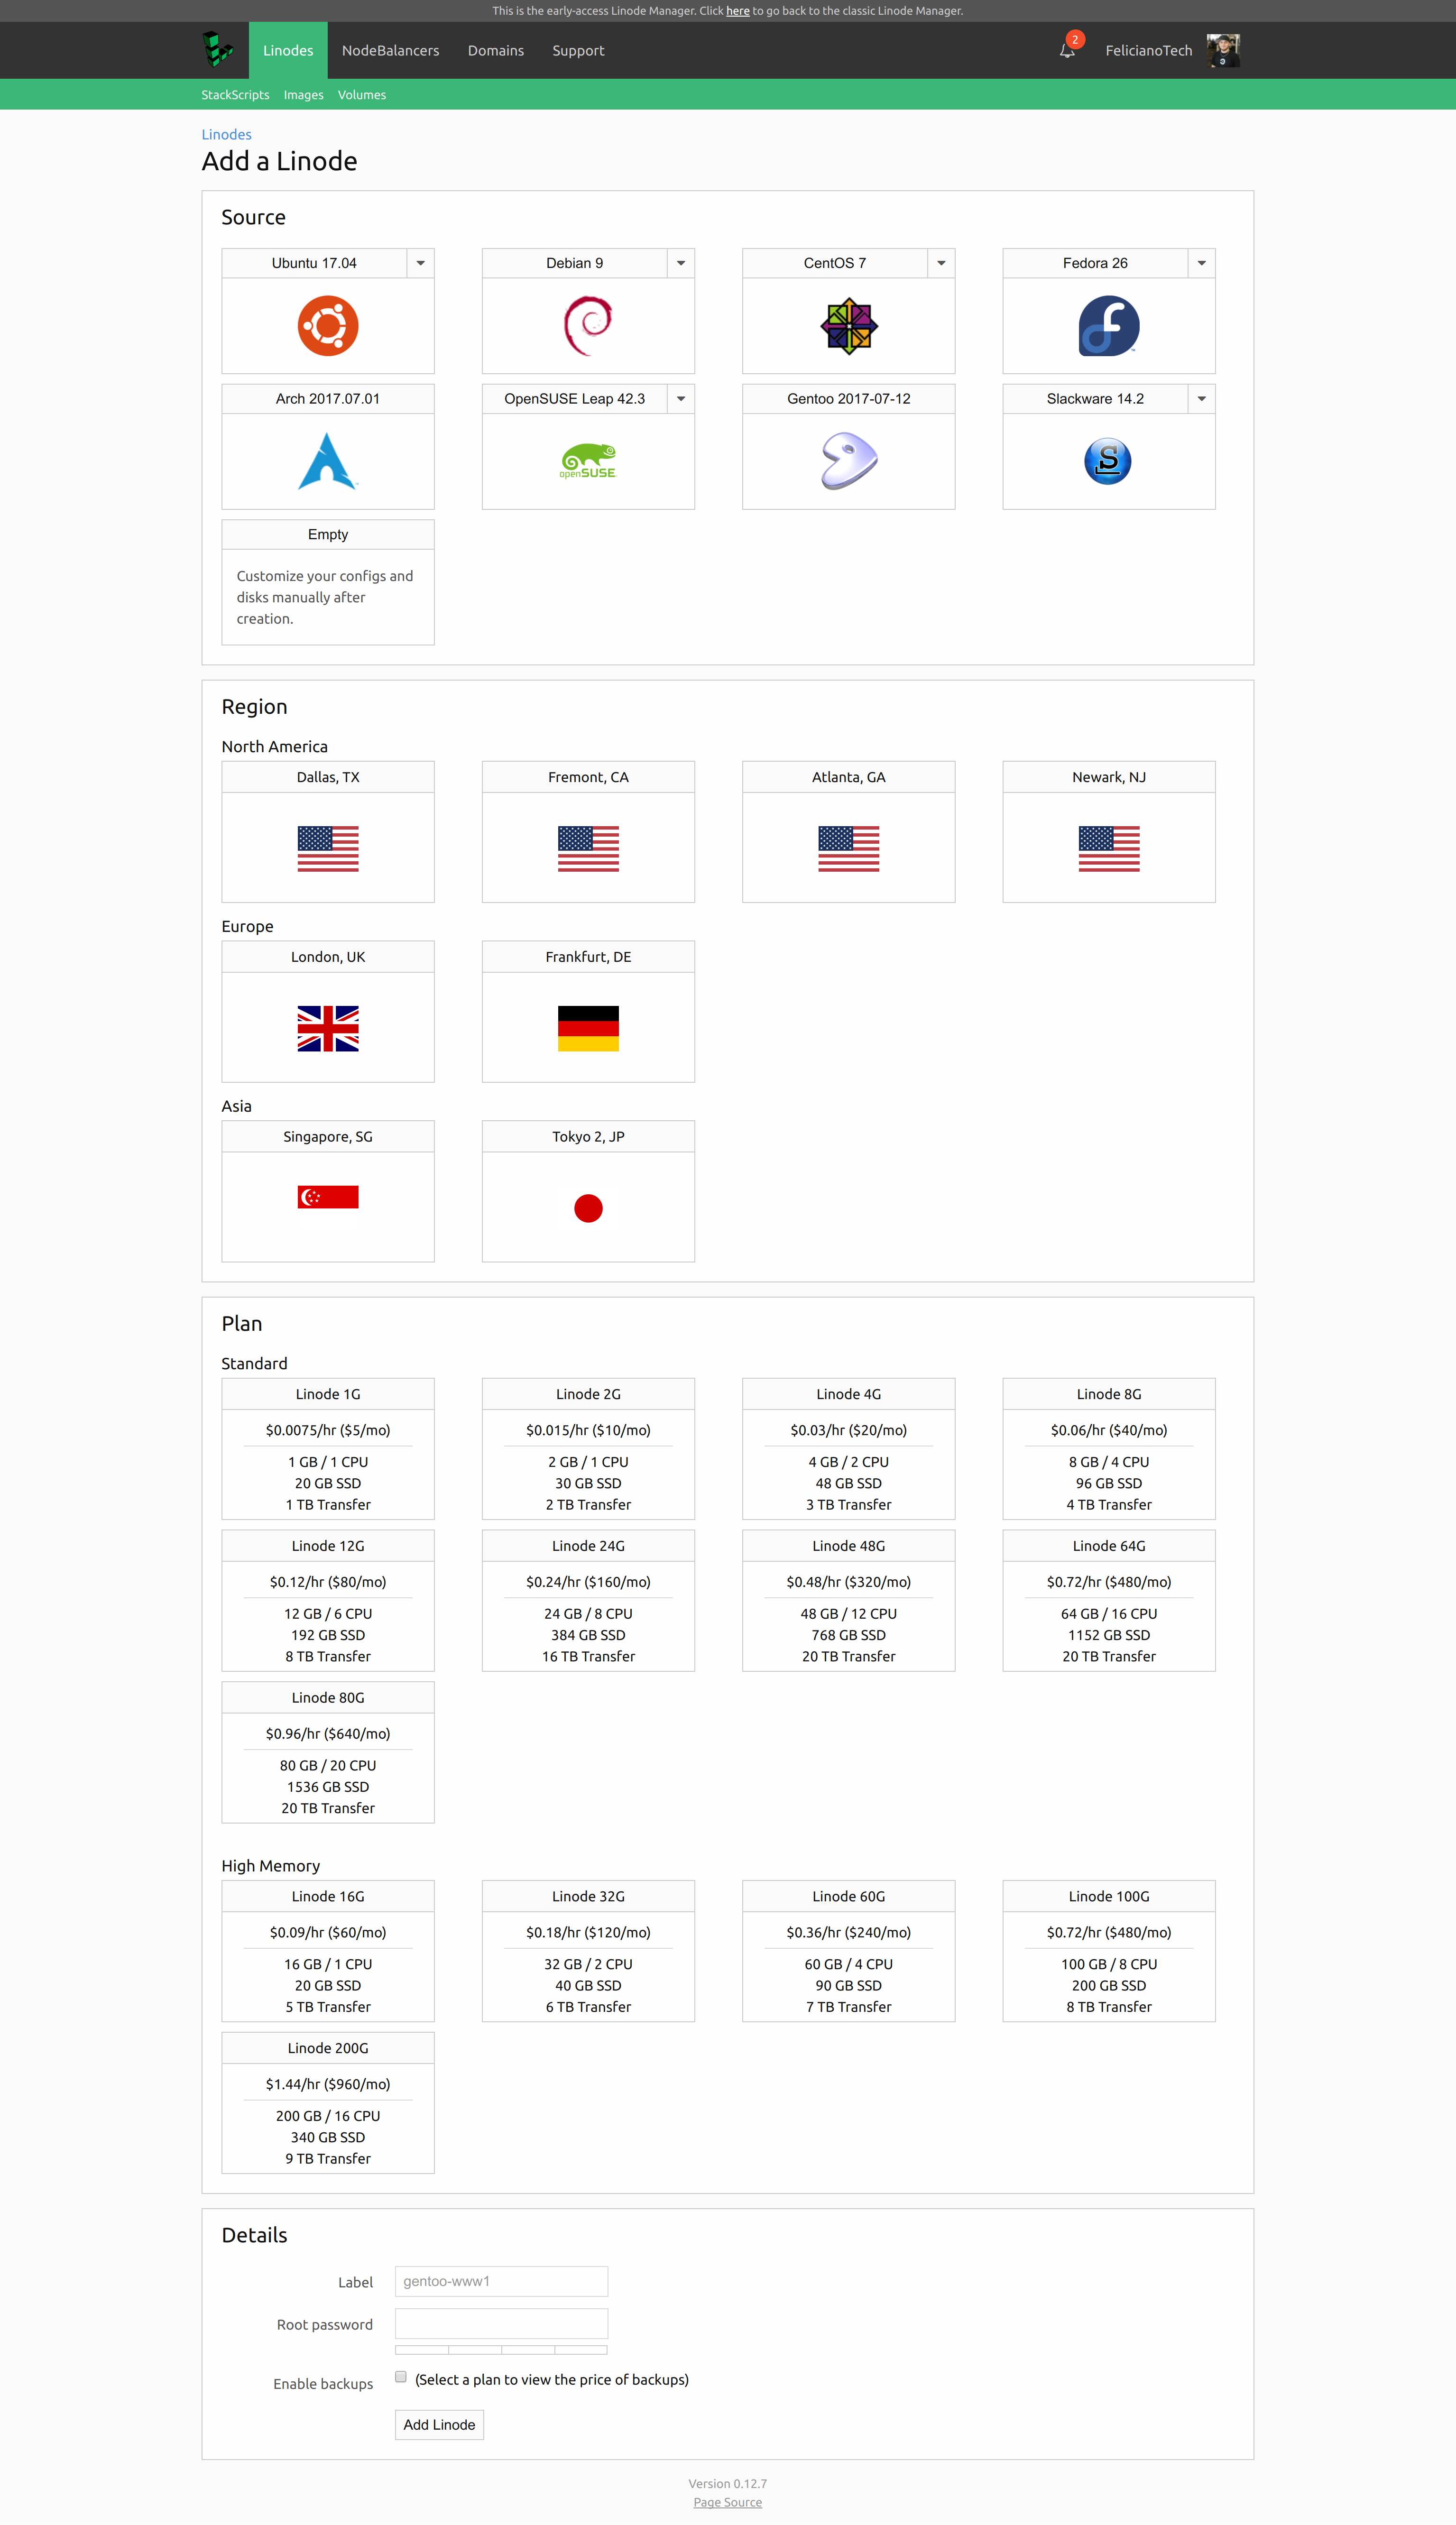 This is the early-access Linode Manager. Click here to go back to the classic Linode Manager.
Linodes
NodeBalancers
Domains
Support
2
FelicianoTech
StackScripts
Images
Volumes
Linodes
Add a Linode
Source
Ubuntu 17.04
Debian 9
CentOS 7
Fedora 26
Arch 2017.07.01
OpenSUSE Leap 42.3
Gentoo 2017-07-12
Slackware 14.2
openSUSE
S
Empty
Customize your configs and
disks manually after
creation.
Region
North America
Dallas, TX
Fremont, CA
Atlanta, GA
Newark, NJ
Europe
London, UK
Frankfurt, DE
Asia
Singapore, SG
Tokyo 2, JP
Plan
Standard
Linode 1G
$0.0075/hr ($5/mo)
1 GB / 1 CPU
20 GB SSD
1 TB Transfer
Linode 2G
$0.015/hr ($10/mo)
2 GB / 1 CPU
30 GB SSD
2 TB Transfer
Linode 4G
$0.03/hr ($20/mo)
4 GB / 2 CPU
48 GB SSD
3 TB Transfer
Linode 8G
$0.06/hr ($40/mo)
8 GB / 4 CPU
96 GB SSD
4 TB Transfer
Linode 12G
$0.12/hr ($80/mo)
12 GB / 6 CPU
192 GB SSD
8 TB Transfer
Linode 24G
$0.24/hr ($160/mo)
24 GB / 8 CPU
384 GB SSD
16 TB Transfer
Linode 48G
$0.48/hr ($320/mo)
48 GB / 12 CPU
768 GB SSD
20 TB Transfer
Linode 64G
$0.72/hr ($480/mo)
64 GB / 16 CPU
1152 GB SSD
20 TB Transfer
Linode 80G
$0.96/hr ($640/mo)
80 GB / 20 CPU
1536 GB SSD
20 TB Transfer
High Memory
Linode 16G
$0.09/hr ($60/mo)
16 GB / 1 CPU
20 GB SSD
5 TB Transfer
Linode 32G
$0.18/hr ($120/mo)
32 GB / 2 CPU
40 GB SSD
6 TB Transfer
Linode 60G
$0.36/hr ($240/mo)
60 GB / 4 CPU
90 GB SSD
7 TB Transfer
Linode 100G
$0.72/hr ($480/mo)
100 GB / 8 CPU
200 GB SSD
8 TB Transfer
Linode 200G
$1.44/hr ($960/mo)
200 GB / 16 CPU
340 GB SSD
9 TB Transfer
Details
Label
gentoo-www1
Root password
Enable backups
(Select a plan to view the price of backups)
Add Linode
Version 0.12.7
Page Source